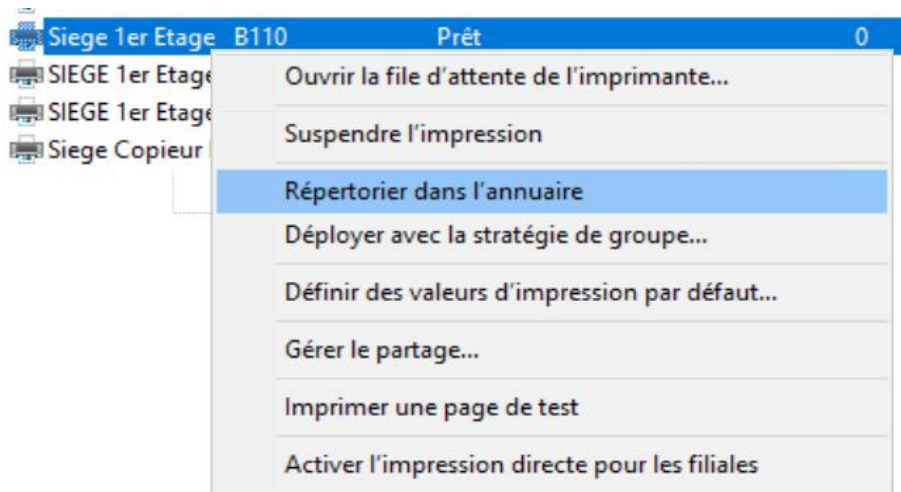 Siege 1er Etage B110 Prêt 0
SIEGE 1er Etage
SIEGE 1er Etage
Siege Copieur
Ouvrir la file d'attente de l'imprimante...
Suspendre l'impression
Répertorier dans l'annuaire
Déployer avec la stratégie de groupe...
Définir des valeurs d'impression par défaut...
Gérer le partage...
Imprimer une page de test
Activer l'impression directe pour les filiales